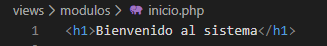 views > modulos > inicio.php
1 <h1>Bienvenido al sistema</h1>